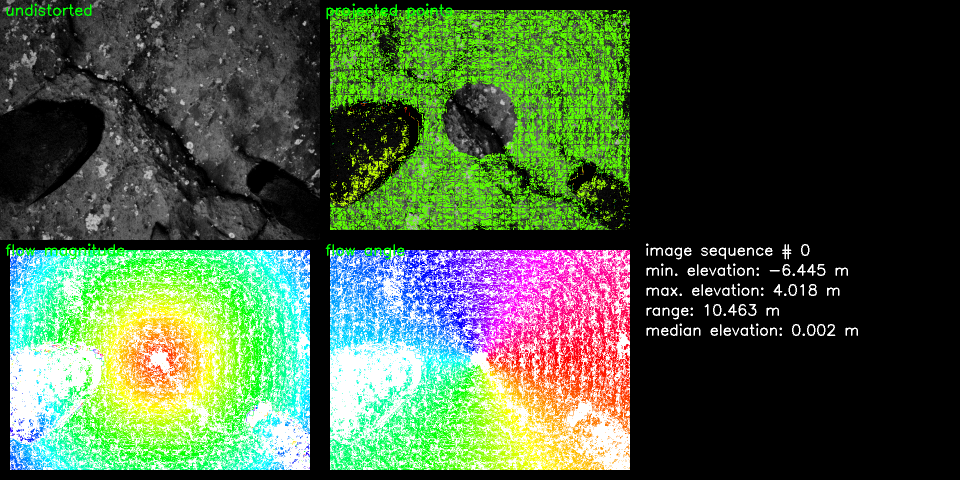 undistorted
projected points
flow magnitude
flow angle
image sequence # 0
min. elevation: -6.445 m
max. elevation: 4.018 m
range: 10.463 m
median elevation: 0.002 m